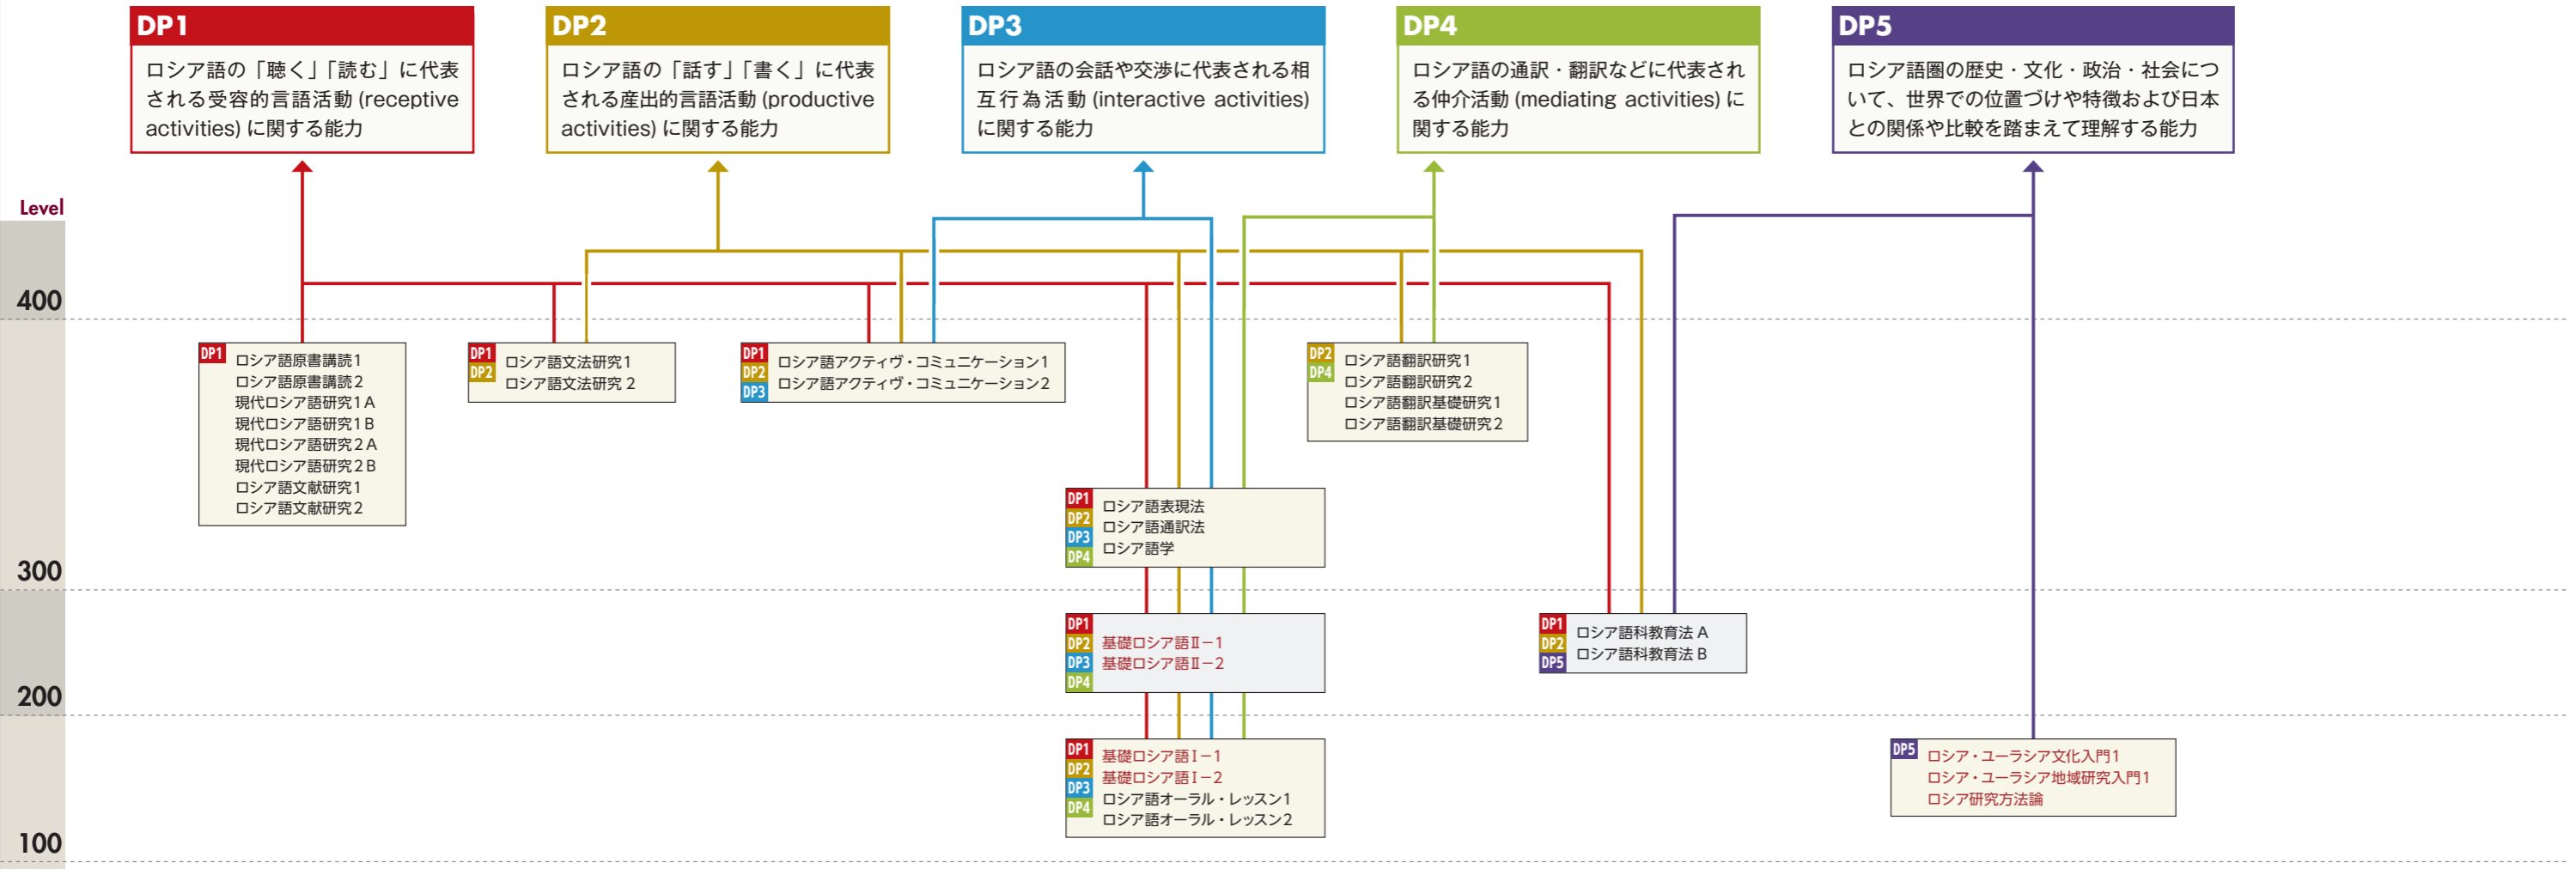 DP1
ロシア語の「聴く」「読む」に代表
される受容的言語活動 (receptive
activities) に関する能力
DP2
ロシア語の「話す」「書く」に代表
される産出的言語活動 (productive
activities) に関する能力
DP3
ロシア語の会話や交渉に代表される相
互行為活動 (interactive activities)
に関する能力
DP4
ロシア語の通訳・翻訳などに代表され
る仲介活動 (mediating activities) に
関する能力
DP5
ロシア語圏の歴史・文化・政治・社会につ
いて、世界での位置づけや特徴および日本
との関係や比較を踏まえて理解する能力
Level
400
DP1
ロシア語原書講読1
ロシア語原書講読2
現代ロシア語研究1A
現代ロシア語研究1B
現代ロシア語研究2A
現代ロシア語研究2B
ロシア語文献研究1
ロシア語文献研究2
DP1
DP2
ロシア語文法研究1
ロシア語文法研究 2
DP1
DP2
DP3
ロシア語アクティヴ・コミュニケーション1
ロシア語アクティヴ・コミュニケーション2
DP2
DP4
ロシア語翻訳研究1
ロシア語翻訳研究2
ロシア語翻訳基礎研究1
ロシア語翻訳基礎研究2
DP1
DP2
DP3
DP4
ロシア語表現法
ロシア語通訳法
ロシア語学
300
DP1
DP2
DP3
DP4
基礎ロシア語Ⅱ−1
基礎ロシア語Ⅱ−2
DP1
DP2
DP5
ロシア語科教育法 A
ロシア語科教育法 B
200
DP1
DP2
DP3
DP4
基礎ロシア語Ⅰ−1
基礎ロシア語Ⅰ−2
ロシア語オーラル・レッスン1
ロシア語オーラル・レッスン2
DP5
ロシア・ユーラシア文化入門1
ロシア・ユーラシア地域研究入門1
ロシア研究方法論
100